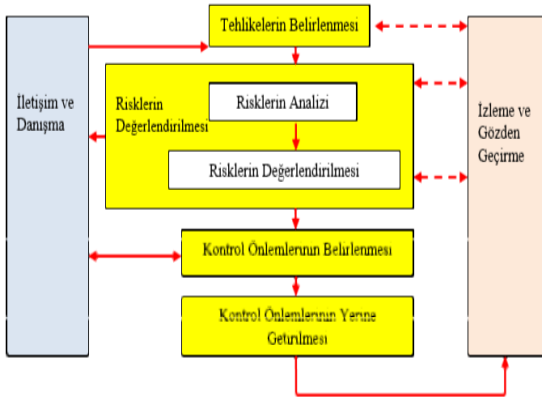 Tehlikelerin Belirlenmesi
İletişim ve
Danışma
Risklerin
Değerlendirilmesi
Risklerin Analizi
Risklerin Değerlendirilmesi
İzleme ve
Gözden
Geçirme
Kontrol Önlemlerinin Belirlenmesi
Kontrol Önlemlerinin Yerine
Getirilmesi